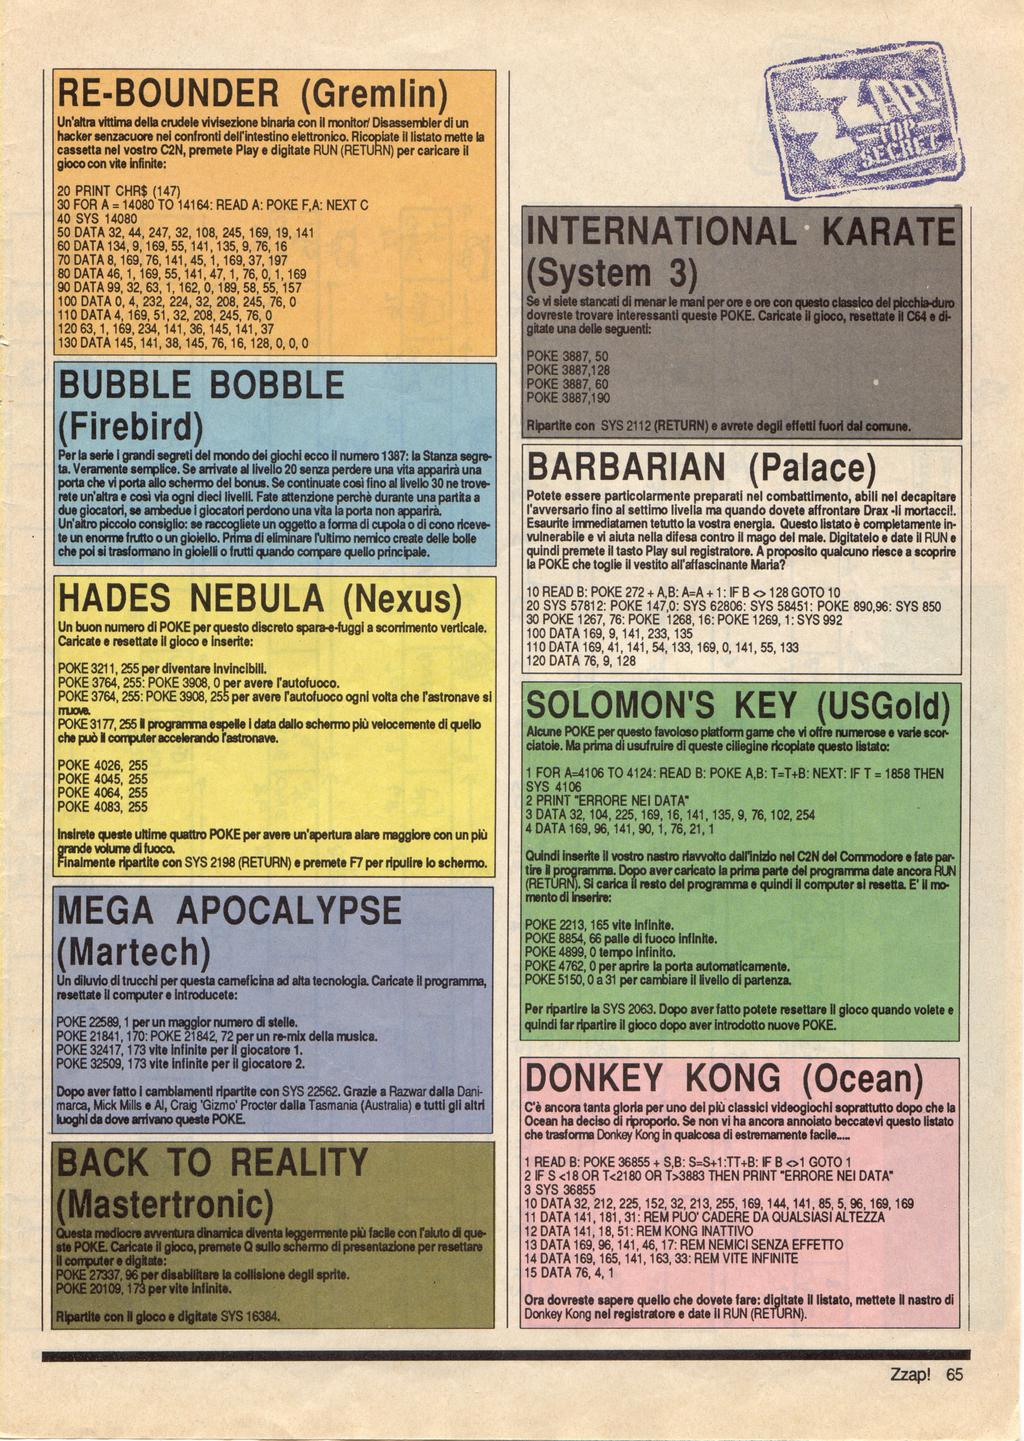 RE-BOUNDER (Gremlin)
Un'altra vittima della crudele vivisezione binaria con il monitor/ Disassembler di un
hacker senzacuore nei confronti dell'intestino elettronico. Ricopiate il listato mette la
cassetta nel vostro C2N, premete Play e digitate RUN (RETURN) per caricare il
gioco con vite infinite:
20 PRINT CHR$ (147)
30 FOR A = 14080 TO 14164: READ A: POKE F,A: NEXT C
40 SYS 14080
50 DATA 32, 44, 247, 32, 108, 245, 169, 19, 141
60 DATA 134, 9, 169, 55, 141, 135, 9, 76, 16
70 DATA 8, 169, 76, 141, 45, 1, 169, 37, 197
80 DATA 46, 1, 169, 55, 141, 47, 1, 76, 0, 1, 169
90 DATA 99, 32, 63, 1, 162, 0, 189, 58, 55, 157
100 DATA 0, 4, 232, 224, 32, 208, 245, 76, 0
110 DATA 4, 169, 51, 32, 208, 245, 76, 0
120 63, 1, 169, 234, 141, 36, 145, 141, 37
130 DATA 145, 141, 38, 145, 76, 16, 128, 0, 0, 0
BUBBLE BOBBLE
(Firebird)
Per la serie i grandi segreti del mondo dei giochi ecco il numero 1387: la Stanza segre-
ta. Veramente semplice. Se arrivate al livello 20 senza perdere una vita apparirà una
porta che vi porta allo schermo del bonus. Se continuate così fino al livello 30 ne trove-
rete un'altra e così via ogni dieci livelli. Fate attenzione perchè durante una partita a
due giocatori, se ambedue i giocatori perdono una vita la porta non apparirà.
Un'altro piccolo consiglio: se raccogliete un oggetto a forma di cupola o di cono riceve-
te un enorme frutto o un gioiello. Prima di eliminare l'ultimo nemico create delle bolle
che poi si trasformano in gioielli o frutti quando compare quello principale.
HADES NEBULA (Nexus)
Un buon numero di POKE per questo discreto spara-e-fuggi a scorrimento verticale.
Caricate e resettate il gioco e inserite:
POKE 3211, 255 per diventare invincibili.
POKE 3764, 255: POKE 3908, 0 per avere l'autofuoco.
POKE 3764, 255: POKE 3908, 255 per avere l'autofuoco ogni volta che l'astronave si
muove.
POKE 3177, 255 il programma espelle i data dallo schermo più velocemente di quello
che può il computer accelerando l'astronave.
POKE 4026, 255
POKE 4045, 255
POKE 4064, 255
POKE 4083, 255
Insirete queste ultime quattro POKE per avere un'apertura alare maggiore con un più
grande volume di fuoco.
Finalmente ripartite con SYS 2198 (RETURN) e premete F7 per ripulire lo schermo.
MEGA APOCALYPSE
(Martech)
Un diluvio di trucchi per questa carneficina ad alta tecnologia. Caricate il programma,
resettate il computer e introducete:
POKE 22589, 1 per un maggior numero di stelle.
POKE 21841, 170: POKE 21842, 72 per un re-mix della musica.
POKE 32417, 173 vite infinite per il giocatore 1.
POKE 32509, 173 vite infinite per il giocatore 2.
Dopo aver fatto i cambiamenti ripartite con SYS 22562. Grazie a Razwar dalla Dani-
marca, Mick Mills e Al, Craig 'Gizmo' Procter dalla Tasmania (Australia) e tutti gli altri
luoghi da dove arrivano queste POKE.
BACK TO REALITY
(Mastertronic)
Questa mediocre avventura dinamica diventa leggermente più facile con l'aiuto di que-
ste POKE. Caricate il gioco, premete Q sullo schermo di presentazione per resettare
il computer e digitate:
POKE 27337, 96 per disabilitare la collisione degli sprite.
POKE 20109, 173 per vite infinite.
Ripartite con il gioco e digitate SYS 16384.
ZZAP!
TOP
SECRET
INTERNATIONAL KARATE
(System 3)
Se vi siete stancati di menar le mani per ore e ore con questo classico del picchia-duro
dovreste trovare interessanti queste POKE. Caricate il gioco, resettate il C64 e di-
gitate una delle seguenti:
POKE 3887, 50
POKE 3887,128
POKE 3887, 60
POKE 3887,190
Ripartite con SYS 2112 (RETURN) e avrete degli effetti fuori dal comune.
BARBARIAN (Palace)
Potete essere particolarmente preparati nel combattimento, abili nel decapitare
l'avversario fino al settimo livella ma quando dovete affrontare Drax -li mortacci!.
Esaurite immediatamen tetutto la vostra energia. Questo listato è completamente in-
vulnerabile e vi aiuta nella difesa contro il mago del male. Digitatelo e date il RUN e
quindi premete il tasto Play sul registratore. A proposito qualcuno riesce a scoprire
la POKE che toglie il vestito all'affascinante Maria?
10 READ B: POKE 272 + A,B: A=A + 1: IF B <> 128 GOTO 10
20 SYS 57812: POKE 147,0: SYS 62806: SYS 58451: POKE 890,96: SYS 850
30 POKE 1267, 76: POKE 1268, 16: POKE 1269, 1: SYS 992
100 DATA 169, 9, 141, 233, 135
110 DATA 169, 41, 141, 54, 133, 169, 0, 141, 55, 133
120 DATA 76, 9, 128
SOLOMON'S KEY (USGold)
Alcune POKE per questo favoloso platform game che vi offre numerose e varie scor-
ciatoie. Ma prima di usufruire di queste ciliegine ricopiate questo listato:
1 FOR A=4106 TO 4124: READ B: POKE A,B: T=T+B: NEXT: IF T = 1858 THEN
SYS 4106
2 PRINT "ERRORE NEI DATA"
3 DATA 32, 104, 225, 169, 16, 141, 135, 9, 76, 102, 254
4 DATA 169, 96, 141, 90, 1, 76, 21, 1
Quindi inserite il vostro nastro riavvolto dall'inizio nel C2N del Commodore e fate par-
tire il programma. Dopo aver caricato la prima parte del programma date ancora RUN
(RETURN). Si carica il resto del programma e quindi il computer si resetta. E' il mo-
mento di inserire:
POKE 2213, 165 vite infinite.
POKE 8854, 66 palle di fuoco infinite.
POKE 4899, 0 tempo infinito.
POKE 4762, 0 per aprire la porta automaticamente.
POKE 5150, 0 a 31 per cambiare il livello di partenza.
Per ripartire la SYS 2063. Dopo aver fatto potete resettare il gioco quando volete e
quindi far ripartire il gioco dopo aver introdotto nuove POKE.
DONKEY KONG (Ocean)
C'è ancora tanta gloria per uno dei più classici videogiochi soprattutto dopo che la
Ocean ha deciso di riproporlo. Se non vi ha ancora annoiato beccatevi questo listato
che trasforma Donkey Kong in qualcosa di estremamente facile.....
1 READ B: POKE 36855 + S,B: S=S+1:TT+B: IF B <>1 GOTO 1
2 IF S <18 OR T<2180 OR T>3883 THEN PRINT "ERRORE NEI DATA"
3 SYS 36855
10 DATA 32, 212, 225, 152, 32, 213, 255, 169, 144, 141, 85, 5, 96, 169, 169
11 DATA 141, 181, 31: REM PUO' CADERE DA QUALSIASI ALTEZZA
12 DATA 141, 18, 51: REM KONG INATTIVO
13 DATA 169, 96, 141, 46, 17: REM NEMICI SENZA EFFETTO
14 DATA 169, 165, 141, 163, 33: REM VITE INFINITE
15 DATA 76, 4, 1
Ora dovreste sapere quello che dovete fare: digitate il listato, mettete il nastro di
Donkey Kong nel registratore e date il RUN (RETURN).
Zzap! 65